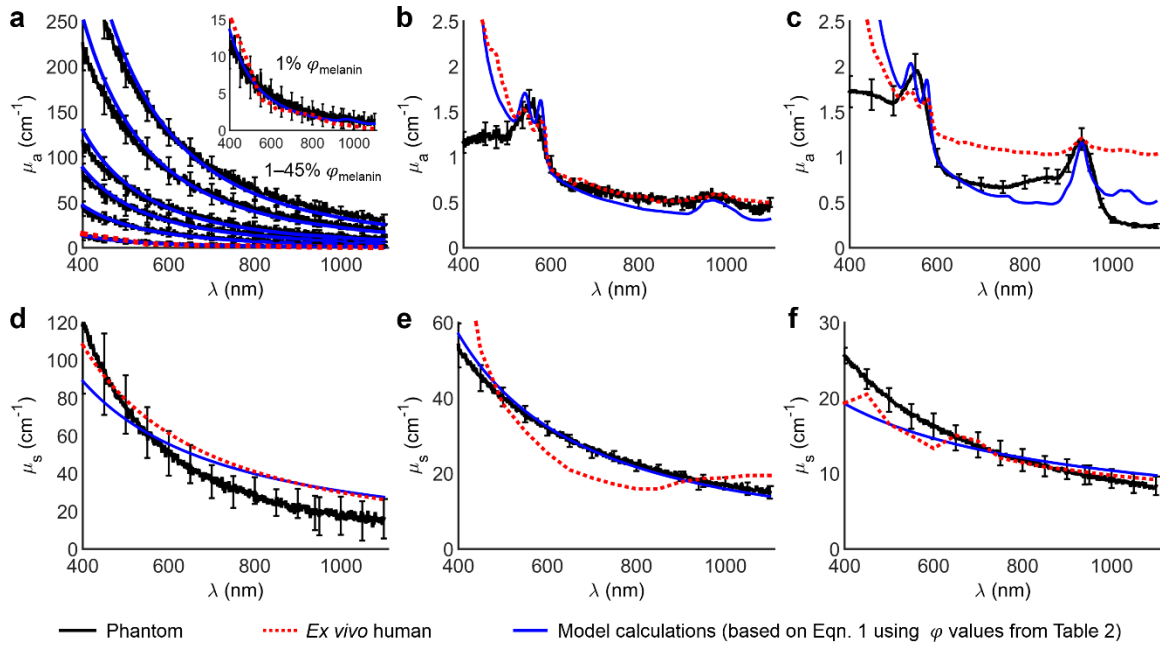 a
250
200
150
100
50
0
μa (cm-1)
400 600 800 1000
λ (nm)
15
10
5
0
400 600 800 1000
1% φmelanin
1–45% φmelanin
b
2.5
2
1.5
1
0.5
0
μa (cm-1)
400 600 800 1000
λ (nm)
c
2.5
2
1.5
1
0.5
0
μa (cm-1)
400 600 800 1000
λ (nm)
d
120
100
80
60
40
20
0
μs (cm-1)
400 600 800 1000
λ (nm)
e
60
40
20
0
μs (cm-1)
400 600 800 1000
λ (nm)
f
30
20
10
0
μs (cm-1)
400 600 800 1000
λ (nm)
Phantom Ex vivo human Model calculations (based on Eqn. 1 using φ values from Table 2)